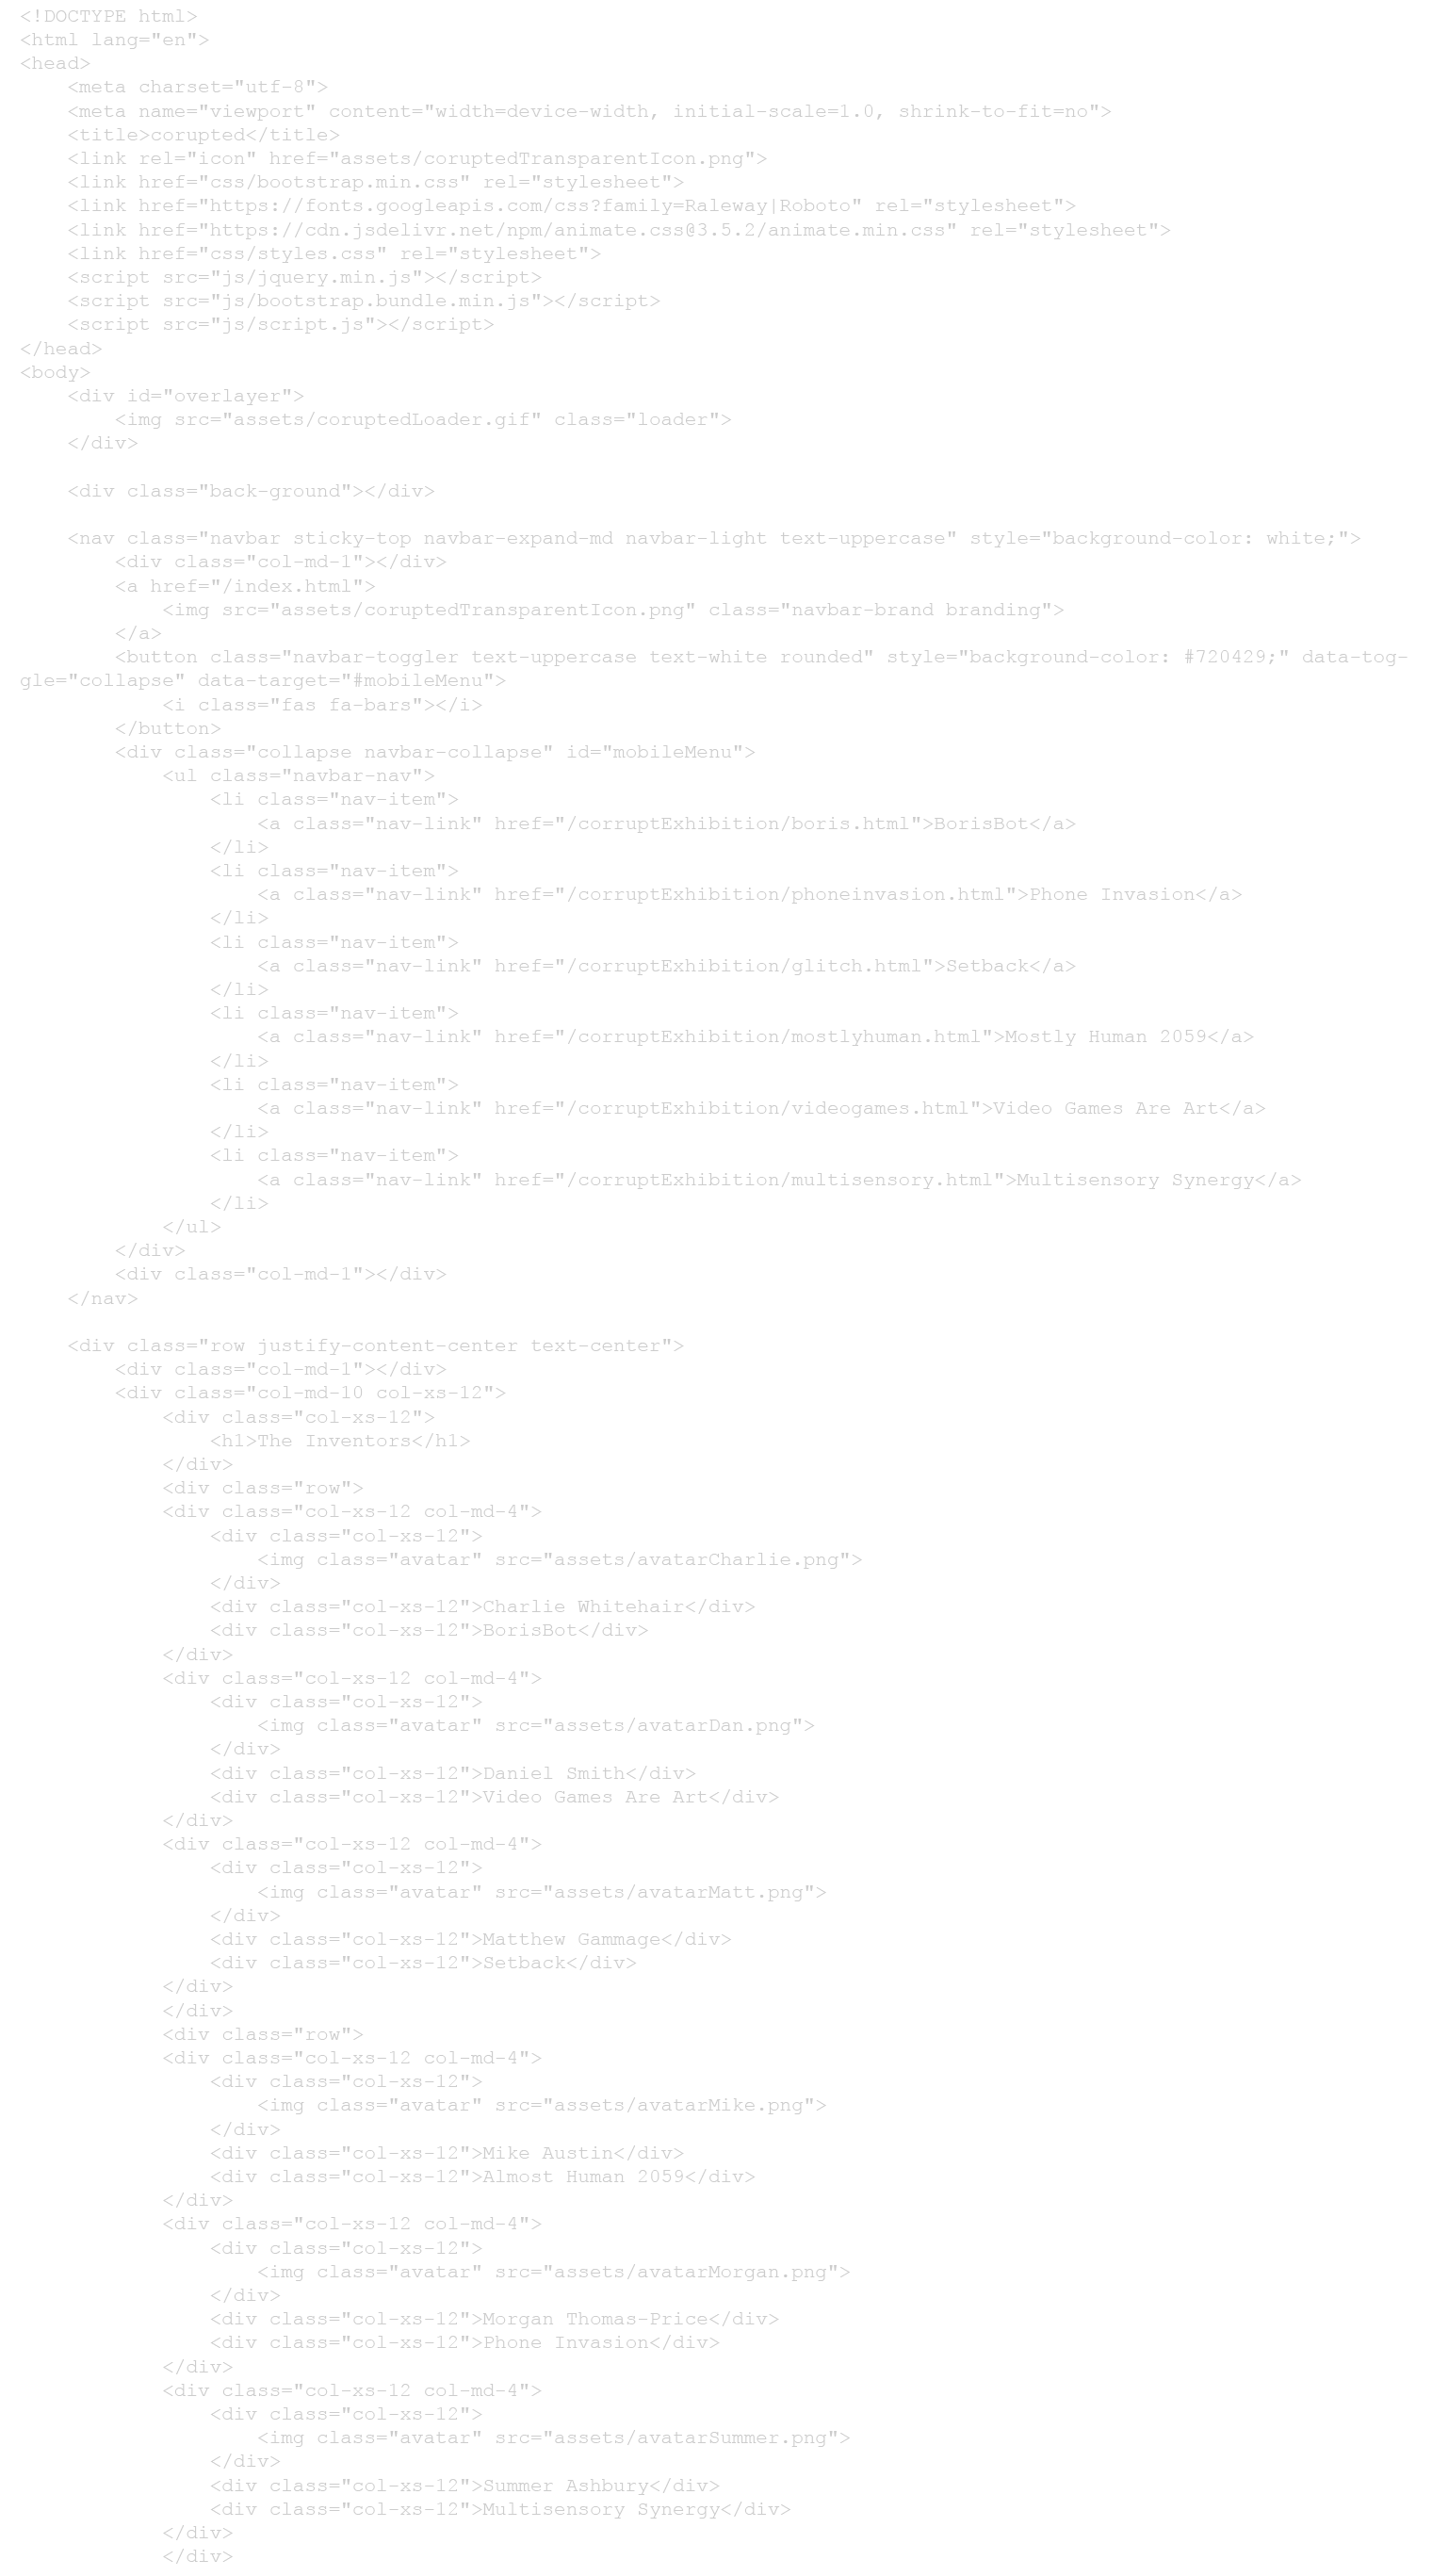 <!DOCTYPE html>
<html lang="en">
<head>
    <meta charset="utf-8">
    <meta name="viewport" content="width=device-width, initial-scale=1.0, shrink-to-fit=no">
    <title>corupted</title>
    <link rel="icon" href="assets/coruptedTransparentIcon.png">
    <link href="css/bootstrap.min.css" rel="stylesheet">
    <link href="https://fonts.googleapis.com/css?family=Raleway|Roboto" rel="stylesheet">
    <link href="https://cdn.jsdelivr.net/npm/animate.css@3.5.2/animate.min.css" rel="stylesheet">
    <link href="css/styles.css" rel="stylesheet">
    <script src="js/jquery.min.js"></script>
    <script src="js/bootstrap.bundle.min.js"></script>
    <script src="js/script.js"></script>
</head>
<body>
    <div id="overlayer">
        <img src="assets/coruptedLoader.gif" class="loader">
    </div>

    <div class="back-ground"></div>

    <nav class="navbar sticky-top navbar-expand-md navbar-light text-uppercase" style="background-color: white;">
        <div class="col-md-1"></div>
        <a href="/index.html">
            <img src="assets/coruptedTransparentIcon.png" class="navbar-brand branding">
        </a>
        <button class="navbar-toggler text-uppercase text-white rounded" style="background-color: #720429;" data-tog-
gle="collapse" data-target="#mobileMenu">
            <i class="fas fa-bars"></i>
        </button>
        <div class="collapse navbar-collapse" id="mobileMenu">
            <ul class="navbar-nav">
                <li class="nav-item">
                    <a class="nav-link" href="/corruptExhibition/boris.html">BorisBot</a>
                </li>
                <li class="nav-item">
                    <a class="nav-link" href="/corruptExhibition/phoneinvasion.html">Phone Invasion</a>
                </li>
                <li class="nav-item">
                    <a class="nav-link" href="/corruptExhibition/glitch.html">Setback</a>
                </li>
                <li class="nav-item">
                    <a class="nav-link" href="/corruptExhibition/mostlyhuman.html">Mostly Human 2059</a>
                </li>
                <li class="nav-item">
                    <a class="nav-link" href="/corruptExhibition/videogames.html">Video Games Are Art</a>
                </li>
                <li class="nav-item">
                    <a class="nav-link" href="/corruptExhibition/multisensory.html">Multisensory Synergy</a>
                </li>
            </ul>
        </div>
        <div class="col-md-1"></div>
    </nav>

    <div class="row justify-content-center text-center">
        <div class="col-md-1"></div>
        <div class="col-md-10 col-xs-12">
            <div class="col-xs-12">
                <h1>The Inventors</h1>
            </div>
            <div class="row">
            <div class="col-xs-12 col-md-4">
                <div class="col-xs-12">
                    <img class="avatar" src="assets/avatarCharlie.png">
                </div>
                <div class="col-xs-12">Charlie Whitehair</div>
                <div class="col-xs-12">BorisBot</div>
            </div>
            <div class="col-xs-12 col-md-4">
                <div class="col-xs-12">
                    <img class="avatar" src="assets/avatarDan.png">
                </div>
                <div class="col-xs-12">Daniel Smith</div>
                <div class="col-xs-12">Video Games Are Art</div>
            </div>
            <div class="col-xs-12 col-md-4">
                <div class="col-xs-12">
                    <img class="avatar" src="assets/avatarMatt.png">
                </div>
                <div class="col-xs-12">Matthew Gammage</div>
                <div class="col-xs-12">Setback</div>
            </div>
            </div>
            <div class="row">
            <div class="col-xs-12 col-md-4">
                <div class="col-xs-12">
                    <img class="avatar" src="assets/avatarMike.png">
                </div>
                <div class="col-xs-12">Mike Austin</div>
                <div class="col-xs-12">Almost Human 2059</div>
            </div>
            <div class="col-xs-12 col-md-4">
                <div class="col-xs-12">
                    <img class="avatar" src="assets/avatarMorgan.png">
                </div>
                <div class="col-xs-12">Morgan Thomas-Price</div>
                <div class="col-xs-12">Phone Invasion</div>
            </div>
            <div class="col-xs-12 col-md-4">
                <div class="col-xs-12">
                    <img class="avatar" src="assets/avatarSummer.png">
                </div>
                <div class="col-xs-12">Summer Ashbury</div>
                <div class="col-xs-12">Multisensory Synergy</div>
            </div>
            </div>